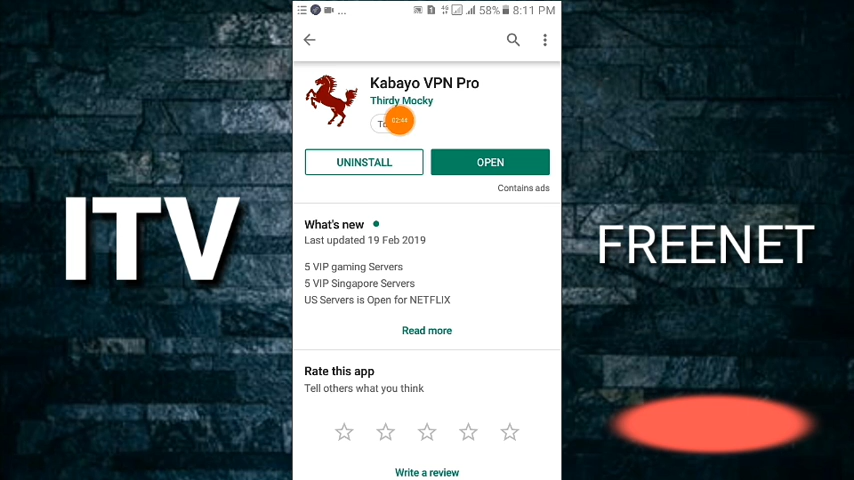 ... 58% 8:11 PM
Kabayo VPN Pro
Thirdy Mocky
02:44
UNINSTALL
OPEN
Contains ads
ITV
FREENET
What's new
Last updated 19 Feb 2019
5 VIP gaming Servers
5 VIP Singapore Servers
US Servers is Open for NETFLIX
Read more
Rate this app
Tell others what you think
Write a review